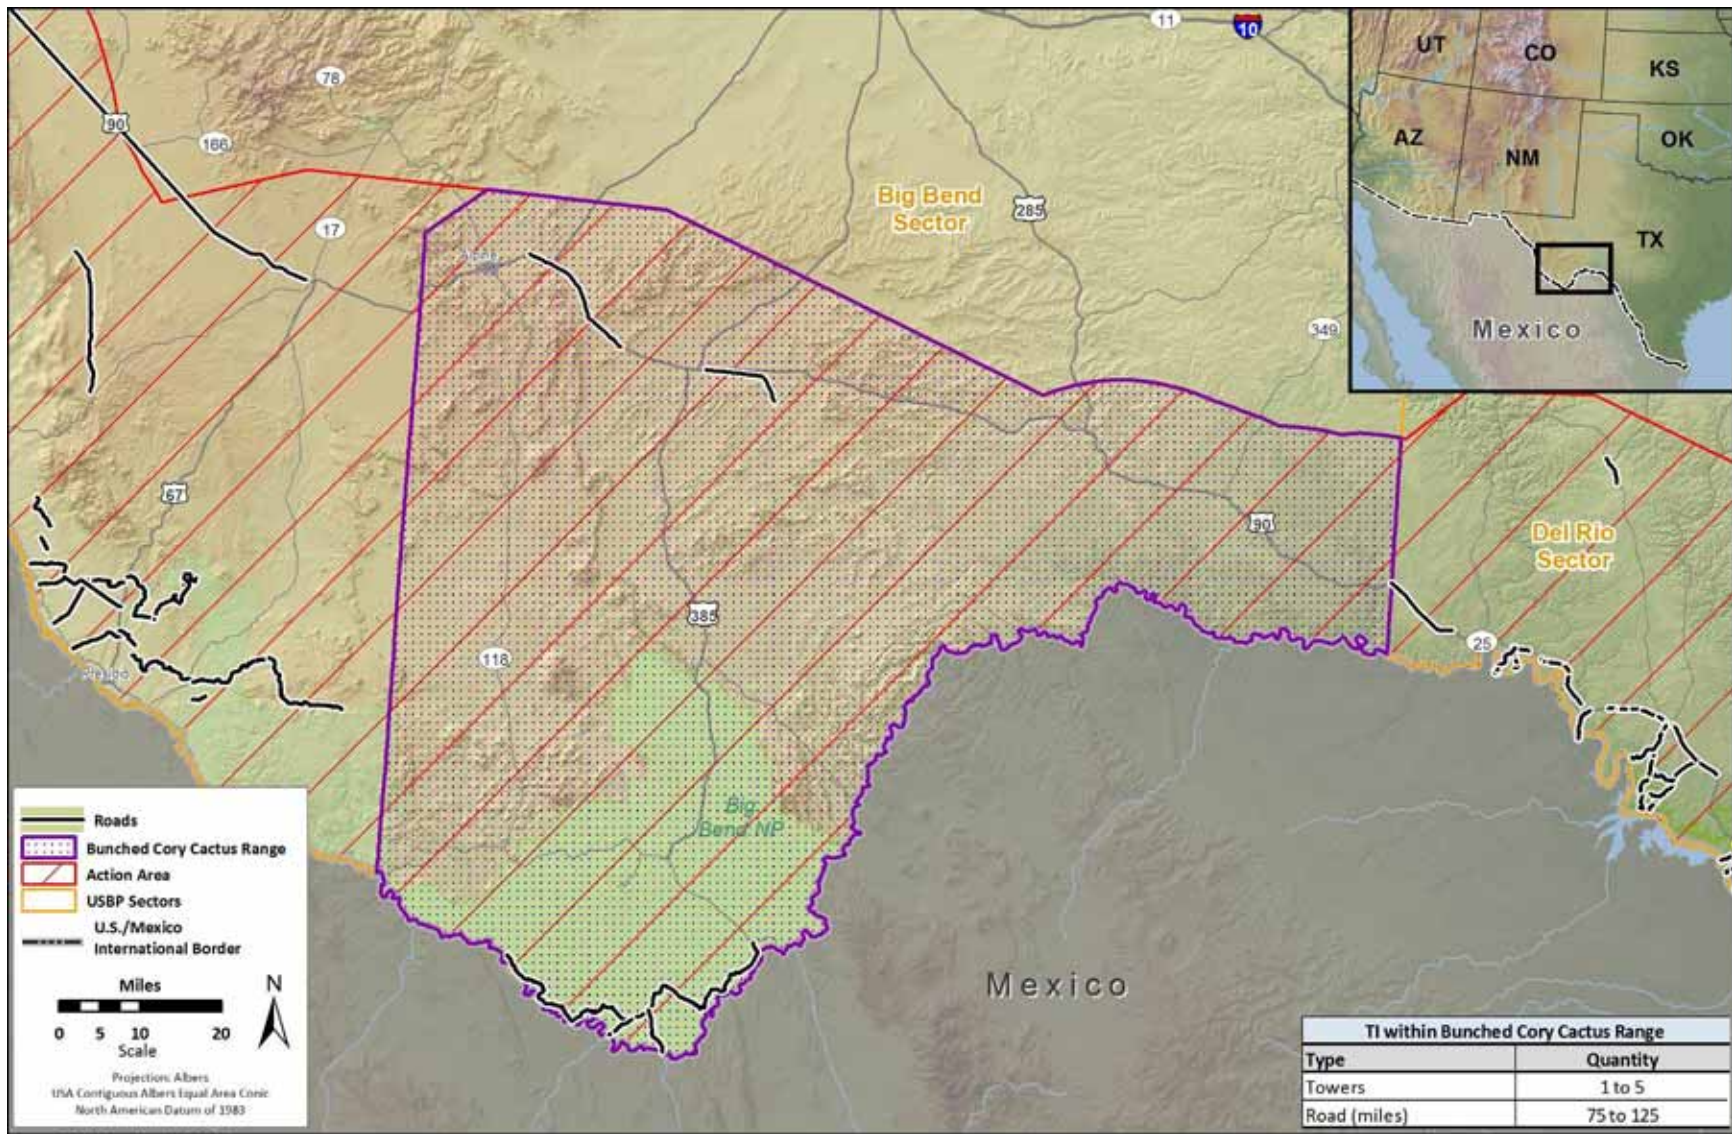 11
10
UT
CO
KS
78
90
AZ
NM
OK
166
Big Bend
Sector
285
TX
17
Alpine
349
Mexico
67
90
Del Rio
Sector
385
118
25
Presidio
Big
Bend NP
Mexico
Roads
Bunched Cory Cactus Range
Action Area
USBP Sectors
U.S./Mexico
International Border
Miles
N
0 5 10 20
Scale
Projection: Albers
USA Contiguous Albers Equal Area Conic
North American Datum of 1983
TI within Bunched Cory Cactus Range
Type Quantity
Towers 1 to 5
Road (miles) 75 to 125